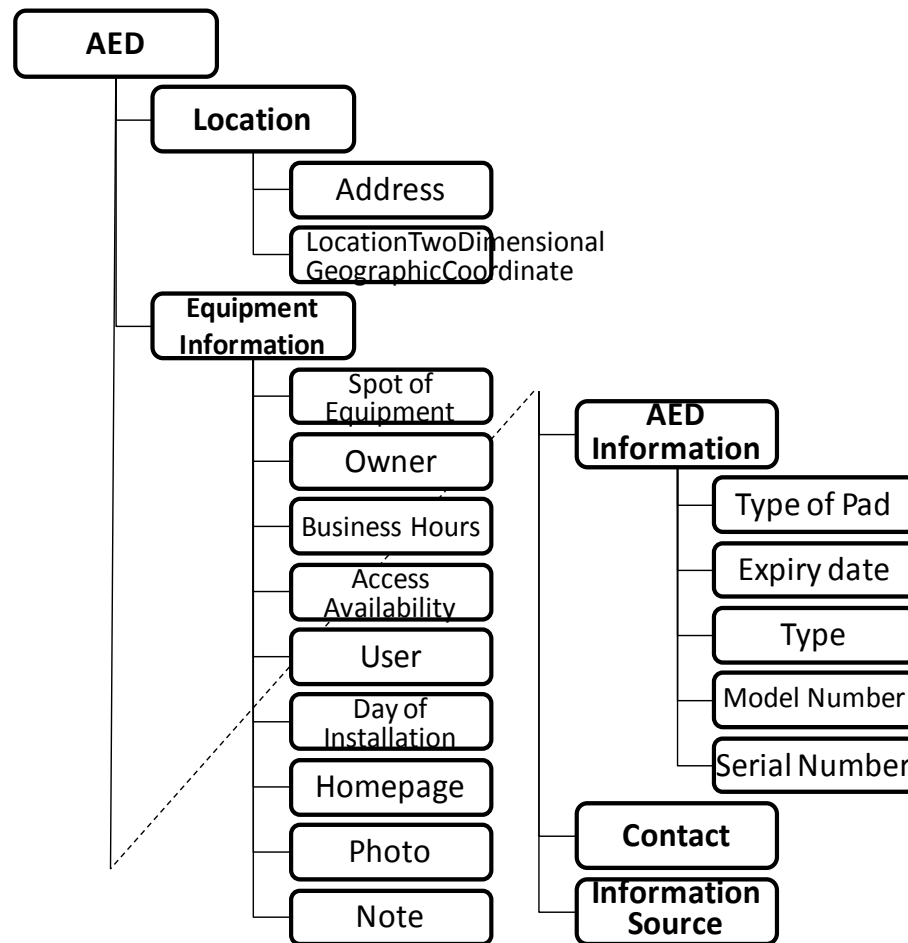 AED
Location
Address
LocationTwoDimensional
GeographicCoordinate
Equipment
Information
Spot of
Equipment
Owner
Business Hours
Access
Availability
User
Day of
Installation
Homepage
Photo
Note
AED
Information
Type of Pad
Expiry date
Type
Model Number
Serial Number
Contact
Information
Source